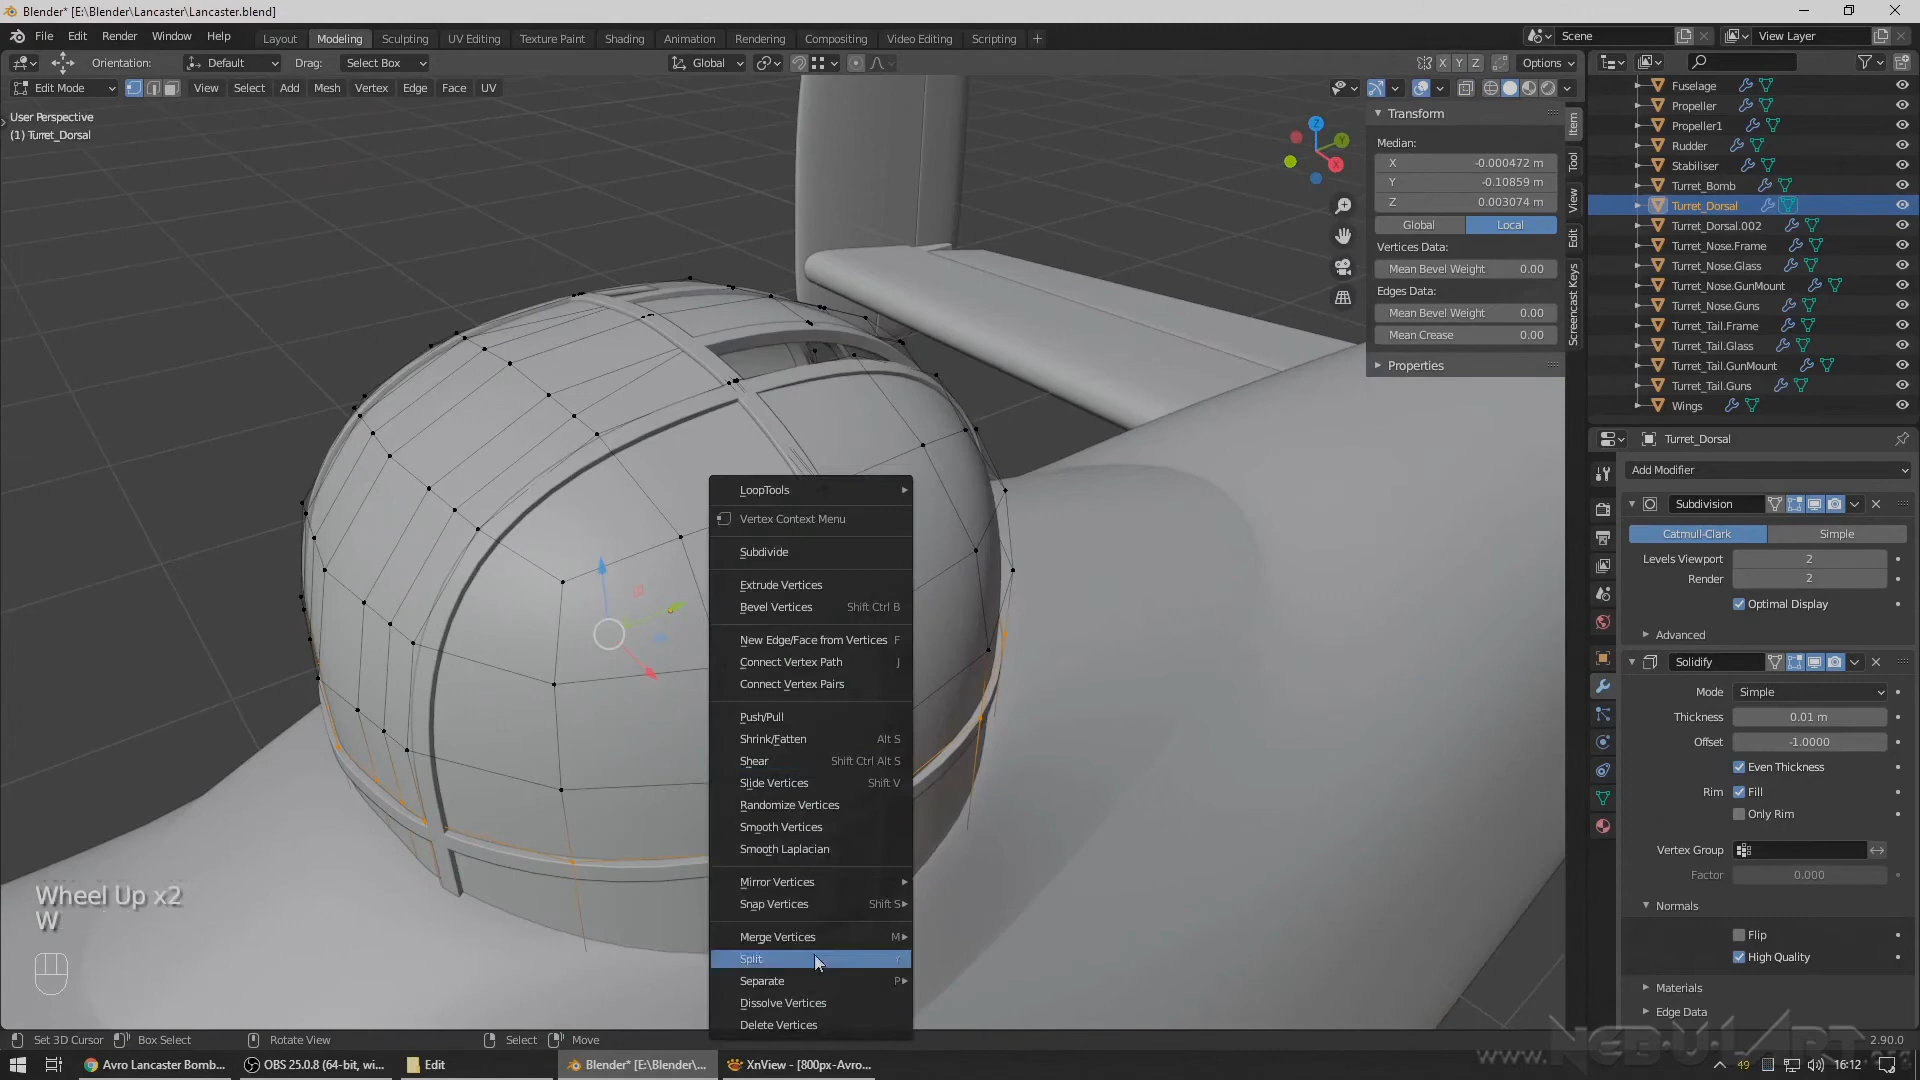 Blender* [E:\Blender\Lancaster\Lancaster.blend]
File Edit Render Window Help
Layout Modeling Sculpting UV Editing Texture Paint Shading Animation Rendering Compositing Video Editing Scripting +
Scene
View Layer
Orientation: Default Drag: Select Box
Global
X Y Z
Options
Edit Mode View Select Add Mesh Vertex Edge Face UV
User Perspective
(1) Turret_Dorsal
Z
Y
X
Transform
Median:
X -0.000472 m
Y -0.10859 m
Z 0.003074 m
Global Local
Vertices Data:
Mean Bevel Weight 0.00
Edges Data:
Mean Bevel Weight 0.00
Mean Crease 0.00
Properties
Item
Tool
View
Edit
Screencast Keys
Fuselage
Propeller
Propeller1
Rudder
Stabiliser
Turret_Bomb
Turret_Dorsal
Turret_Dorsal.002
Turret_Nose.Frame
Turret_Nose.Glass
Turret_Nose.GunMount
Turret_Nose.Guns
Turret_Tail.Frame
Turret_Tail.Glass
Turret_Tail.GunMount
Turret_Tail.Guns
Wings
Turret_Dorsal
Add Modifier
Subdivision
Catmull-Clark Simple
Levels Viewport 2
Render 2
Optimal Display
Advanced
Solidify
Mode Simple
Thickness 0.01 m
Offset -1.0000
Even Thickness
Rim Fill
Only Rim
Vertex Group
Factor 0.000
Normals
Flip
High Quality
Materials
Edge Data
LoopTools
Vertex Context Menu
Subdivide
Extrude Vertices
Bevel Vertices Shift Ctrl B
New Edge/Face from Vertices F
Connect Vertex Path J
Connect Vertex Pairs
Push/Pull
Shrink/Fatten Alt S
Shear Shift Ctrl Alt S
Slide Vertices Shift V
Randomize Vertices
Smooth Vertices
Smooth Laplacian
Mirror Vertices
Snap Vertices Shift S
Merge Vertices M
Split
Separate P
Dissolve Vertices
Delete Vertices
Wheel Up x2
W
Set 3D Cursor Box Select Rotate View Select Move
2.90.0
Avro Lancaster Bomb... OBS 25.0.8 (64-bit, wi... Edit Blender* [E:\Blender\... XnView - [800px-Avro...
49 16:12